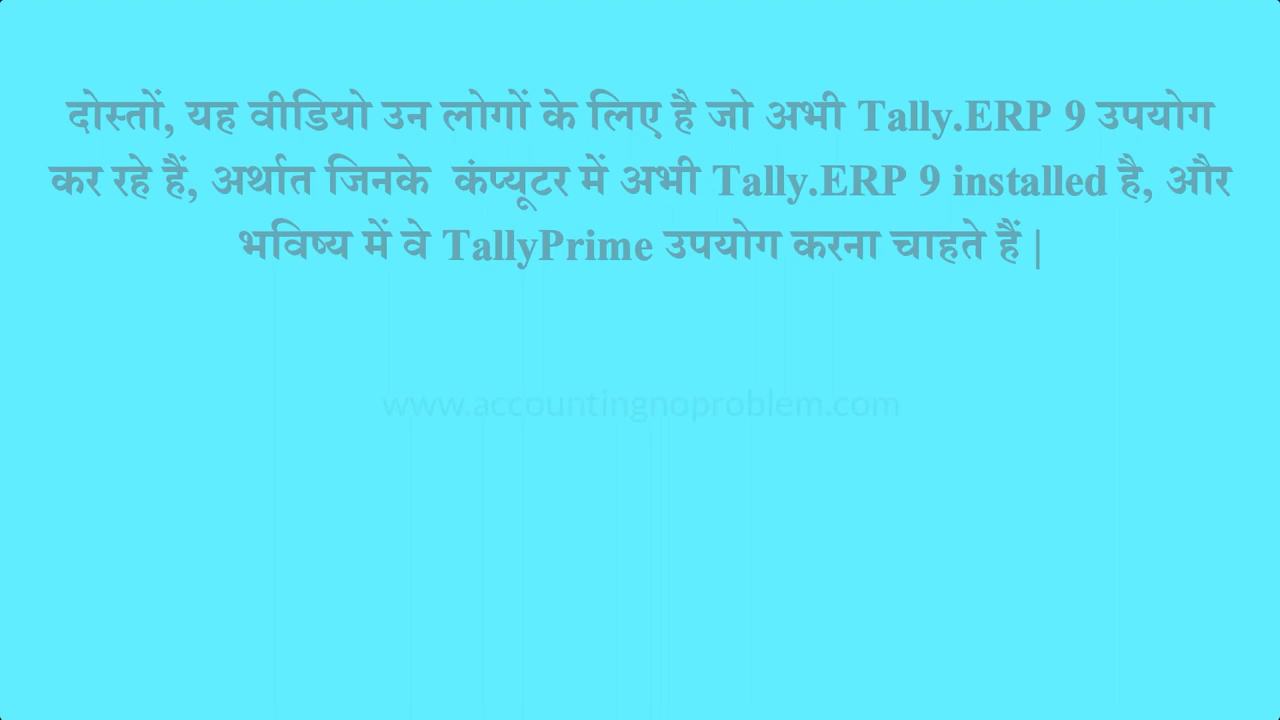 दोस्तों, यह वीडियो उन लोगों के लिए है जो अभी Tally.ERP 9 उपयोग
कर रहे हैं, अर्थात जिनके कंप्यूटर में अभी Tally.ERP 9 installed है, और
भविष्य में वे TallyPrime उपयोग करना चाहते हैं |
www.accountingnoproblem.com